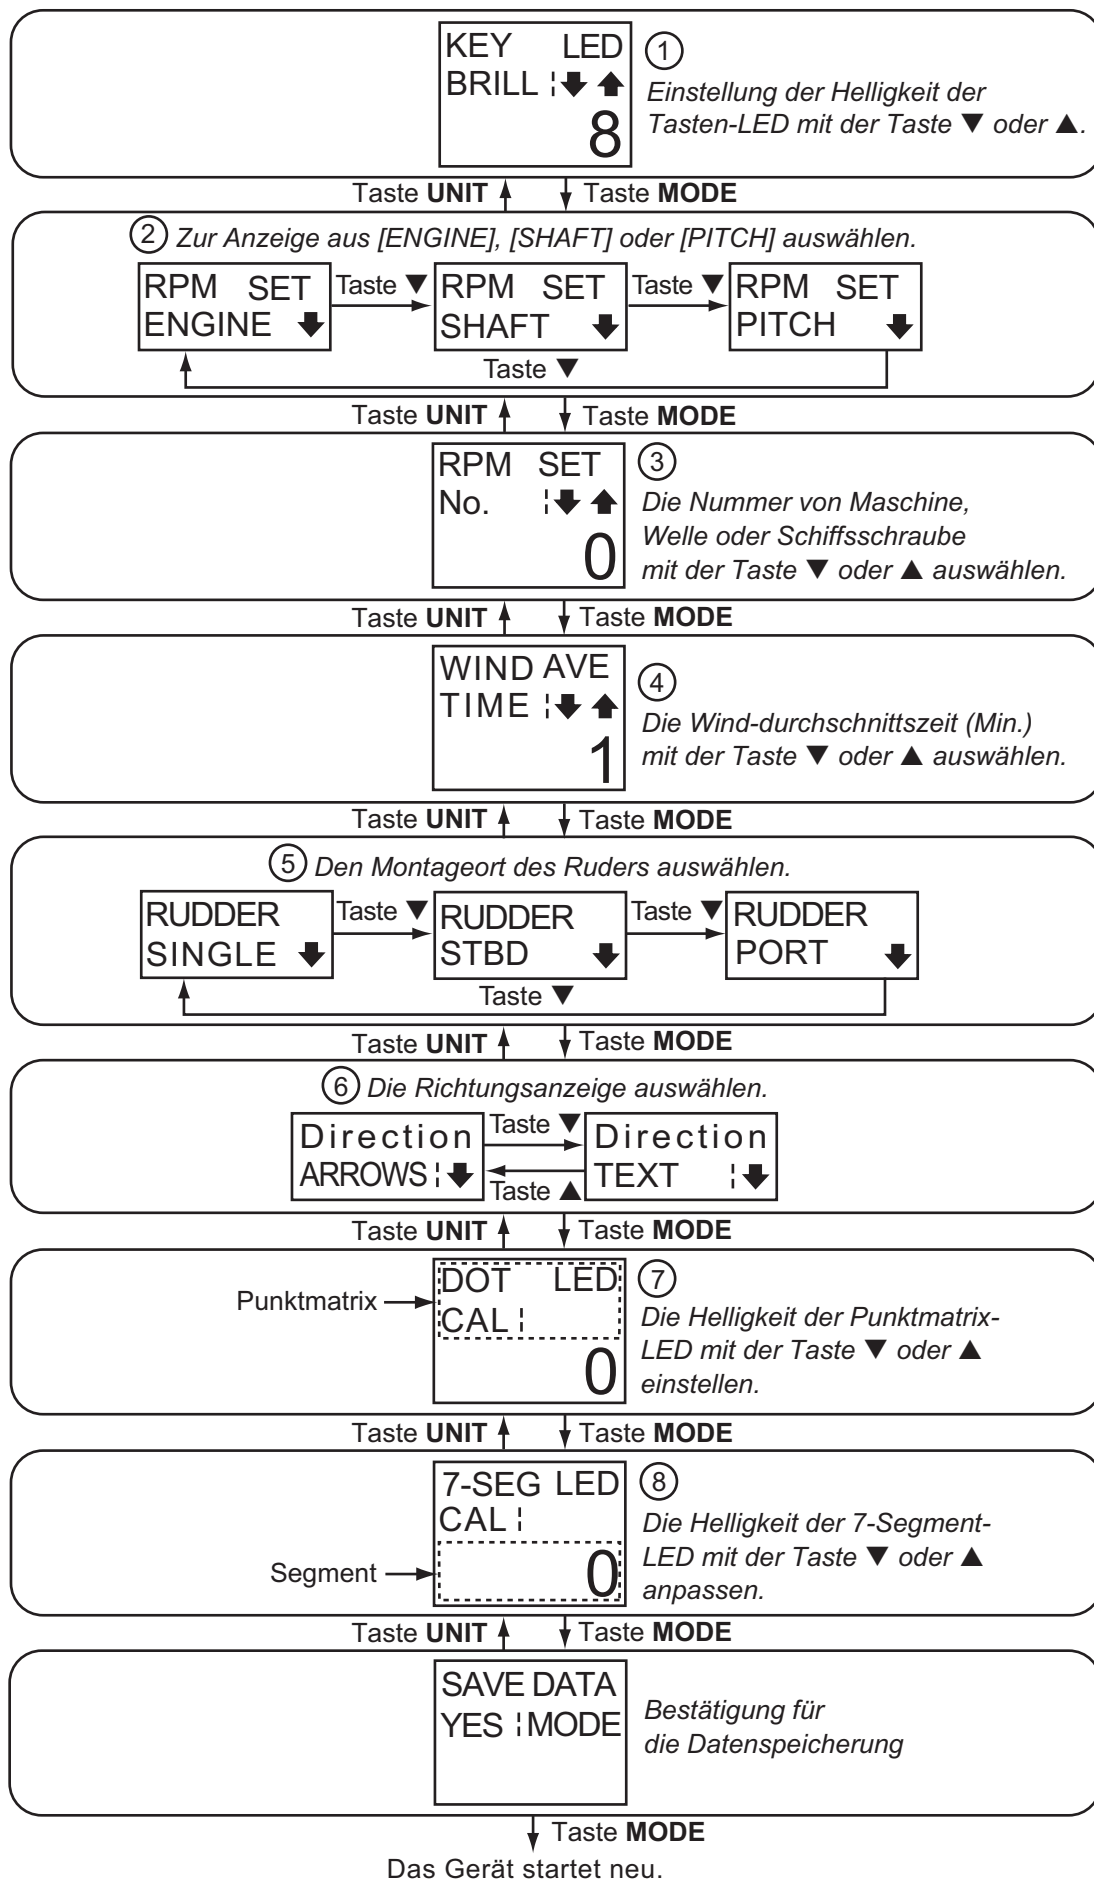 KEY LED
BRILL ¦🡇 🡅
8
①
Einstellung der Helligkeit der
Tasten-LED mit der Taste ▼ oder ▲.
Taste UNIT
Taste MODE
② Zur Anzeige aus [ENGINE], [SHAFT] oder [PITCH] auswählen.
RPM SET
ENGINE 🡇
Taste ▼
RPM SET
SHAFT 🡇
Taste ▼
RPM SET
PITCH 🡇
Taste ▼
Taste UNIT
Taste MODE
RPM SET
No. ¦🡇 🡅
0
③
Die Nummer von Maschine,
Welle oder Schiffsschraube
mit der Taste ▼ oder ▲ auswählen.
Taste UNIT
Taste MODE
WIND AVE
TIME ¦🡇 🡅
1
④
Die Wind-durchschnittszeit (Min.)
mit der Taste ▼ oder ▲ auswählen.
Taste UNIT
Taste MODE
⑤ Den Montageort des Ruders auswählen.
RUDDER
SINGLE 🡇
Taste ▼
RUDDER
STBD 🡇
Taste ▼
RUDDER
PORT 🡇
Taste ▼
Taste UNIT
Taste MODE
⑥ Die Richtungsanzeige auswählen.
Direction
ARROWS ¦🡇
Taste ▼
Taste ▲
Direction
TEXT ¦🡇
Taste UNIT
Taste MODE
Punktmatrix
DOT LED
CAL ¦
0
⑦
Die Helligkeit der Punktmatrix-
LED mit der Taste ▼ oder ▲
einstellen.
Taste UNIT
Taste MODE
7-SEG LED
CAL ¦
Segment
0
⑧
Die Helligkeit der 7-Segment-
LED mit der Taste ▼ oder ▲
anpassen.
Taste UNIT
Taste MODE
SAVE DATA
YES ¦MODE
Bestätigung für
die Datenspeicherung
Taste MODE
Das Gerät startet neu.